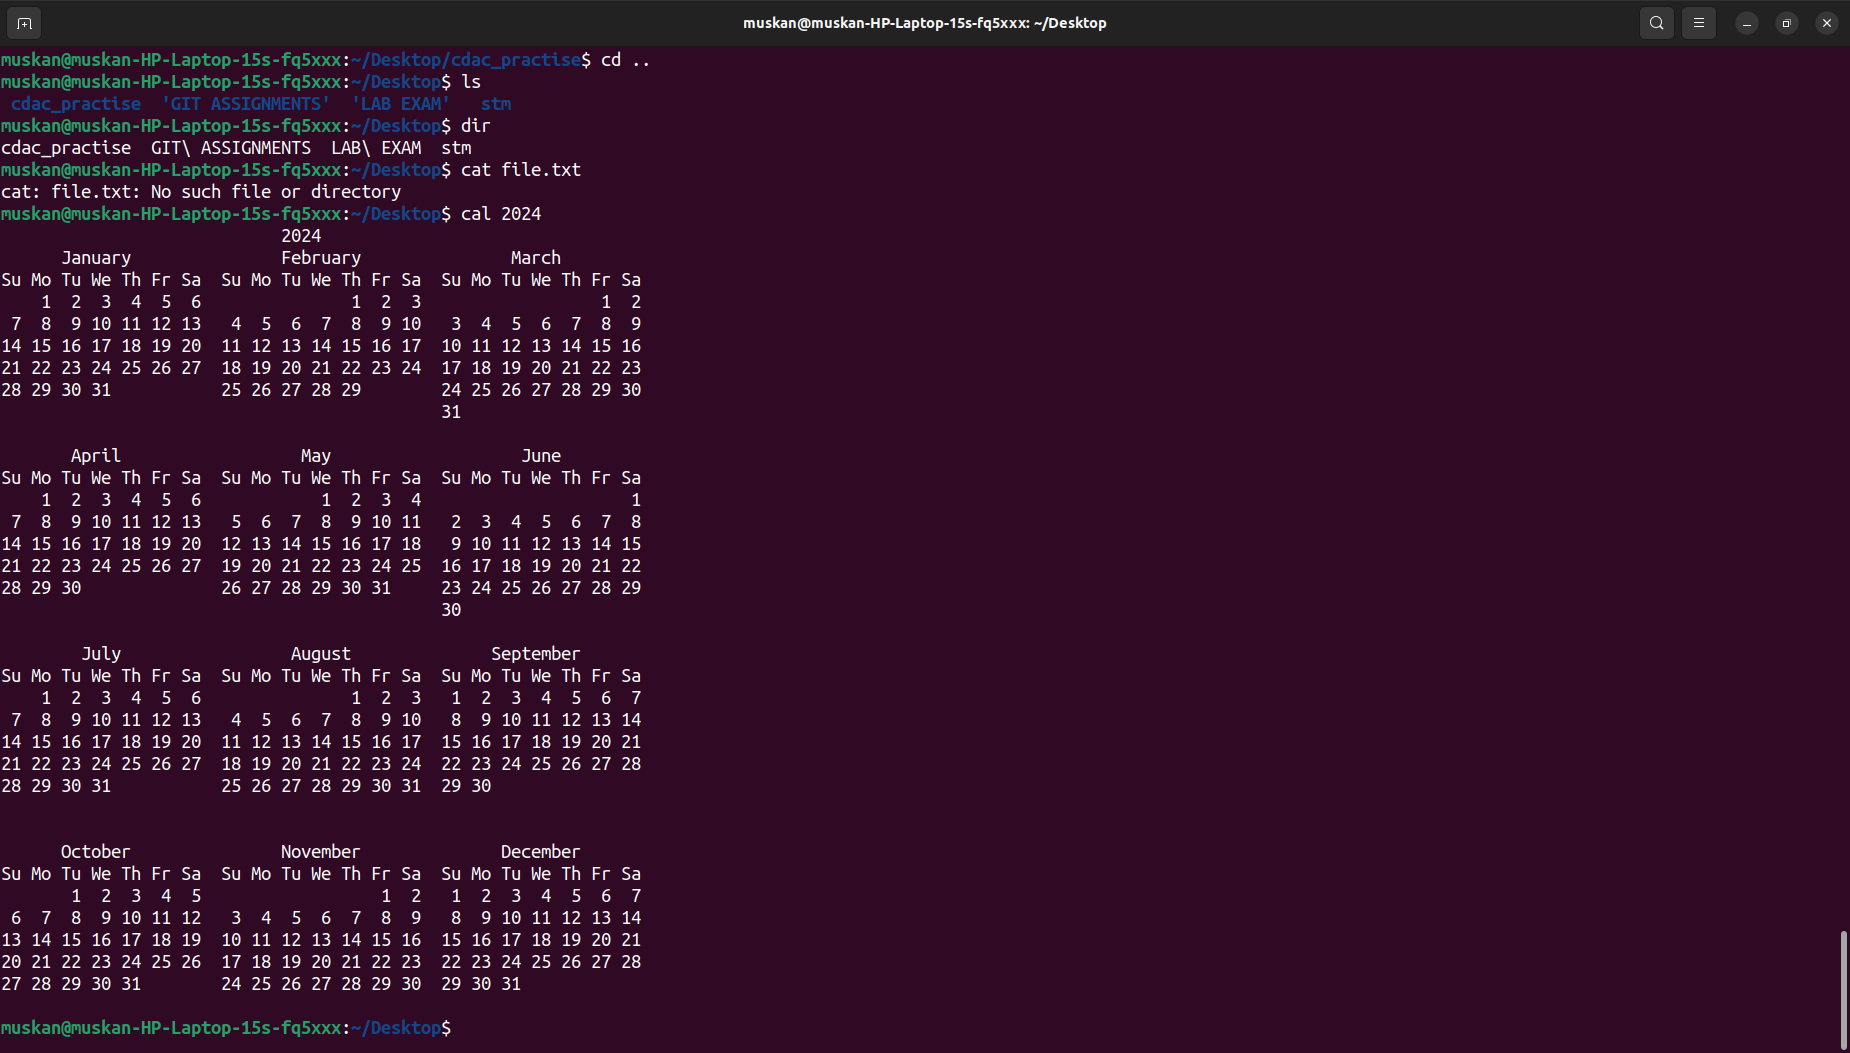 muskan@muskan-HP-Laptop-15s-fq5xxx: ~/Desktop
muskan@muskan-HP-Laptop-15s-fq5xxx:~/Desktop/cdac_practise$ cd ..
muskan@muskan-HP-Laptop-15s-fq5xxx:~/Desktop$ ls
 cdac_practise  'GIT ASSIGNMENTS'  'LAB EXAM'   stm
muskan@muskan-HP-Laptop-15s-fq5xxx:~/Desktop$ dir
cdac_practise  GIT\ ASSIGNMENTS  LAB\ EXAM  stm
muskan@muskan-HP-Laptop-15s-fq5xxx:~/Desktop$ cat file.txt
cat: file.txt: No such file or directory
muskan@muskan-HP-Laptop-15s-fq5xxx:~/Desktop$ cal 2024
                            2024
      January               February               March
Su Mo Tu We Th Fr Sa  Su Mo Tu We Th Fr Sa  Su Mo Tu We Th Fr Sa
    1  2  3  4  5  6               1  2  3                  1  2
 7  8  9 10 11 12 13   4  5  6  7  8  9 10   3  4  5  6  7  8  9
14 15 16 17 18 19 20  11 12 13 14 15 16 17  10 11 12 13 14 15 16
21 22 23 24 25 26 27  18 19 20 21 22 23 24  17 18 19 20 21 22 23
28 29 30 31           25 26 27 28 29        24 25 26 27 28 29 30
                                            31
       April                  May                   June
Su Mo Tu We Th Fr Sa  Su Mo Tu We Th Fr Sa  Su Mo Tu We Th Fr Sa
    1  2  3  4  5  6            1  2  3  4                     1
 7  8  9 10 11 12 13   5  6  7  8  9 10 11   2  3  4  5  6  7  8
14 15 16 17 18 19 20  12 13 14 15 16 17 18   9 10 11 12 13 14 15
21 22 23 24 25 26 27  19 20 21 22 23 24 25  16 17 18 19 20 21 22
28 29 30              26 27 28 29 30 31     23 24 25 26 27 28 29
                                            30
        July                 August              September
Su Mo Tu We Th Fr Sa  Su Mo Tu We Th Fr Sa  Su Mo Tu We Th Fr Sa
    1  2  3  4  5  6               1  2  3   1  2  3  4  5  6  7
 7  8  9 10 11 12 13   4  5  6  7  8  9 10   8  9 10 11 12 13 14
14 15 16 17 18 19 20  11 12 13 14 15 16 17  15 16 17 18 19 20 21
21 22 23 24 25 26 27  18 19 20 21 22 23 24  22 23 24 25 26 27 28
28 29 30 31           25 26 27 28 29 30 31  29 30
      October               November              December
Su Mo Tu We Th Fr Sa  Su Mo Tu We Th Fr Sa  Su Mo Tu We Th Fr Sa
       1  2  3  4  5                  1  2   1  2  3  4  5  6  7
 6  7  8  9 10 11 12   3  4  5  6  7  8  9   8  9 10 11 12 13 14
13 14 15 16 17 18 19  10 11 12 13 14 15 16  15 16 17 18 19 20 21
20 21 22 23 24 25 26  17 18 19 20 21 22 23  22 23 24 25 26 27 28
27 28 29 30 31        24 25 26 27 28 29 30  29 30 31
muskan@muskan-HP-Laptop-15s-fq5xxx:~/Desktop$